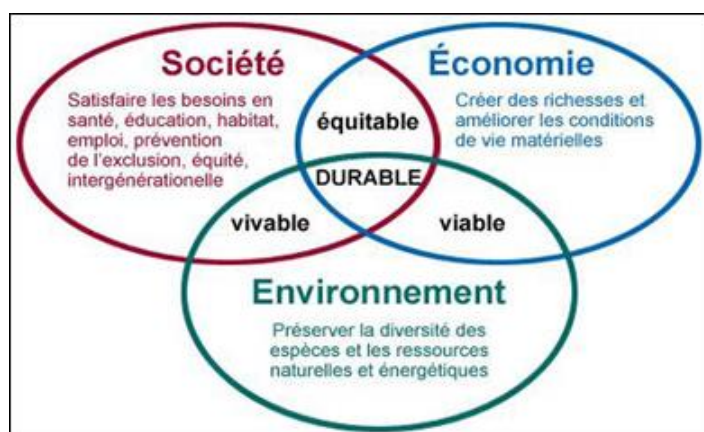 Société
Satisfaire les besoins en
santé, éducation, habitat,
emploi, prévention
de l'exclusion, équité,
intergénérationelle
Économie
Créer des richesses et
améliorer les conditions
de vie matérielles
équitable
DURABLE
vivable
viable
Environnement
Préserver la diversité des
espèces et les ressources
naturelles et énergétiques